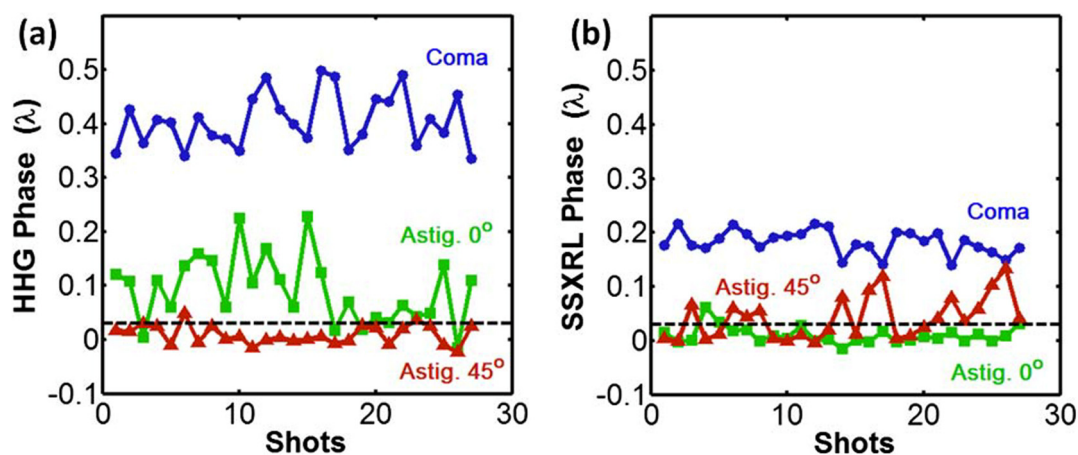 (a)
HHG Phase (λ)
0.5
0.4
0.3
0.2
0.1
0
-0.1
0
10
20
30
Shots
Coma
Astig. 0°
Astig. 45°
(b)
SSXRL Phase (λ)
0.5
0.4
0.3
0.2
0.1
0
-0.1
0
10
20
30
Shots
Coma
Astig. 45°
Astig. 0°